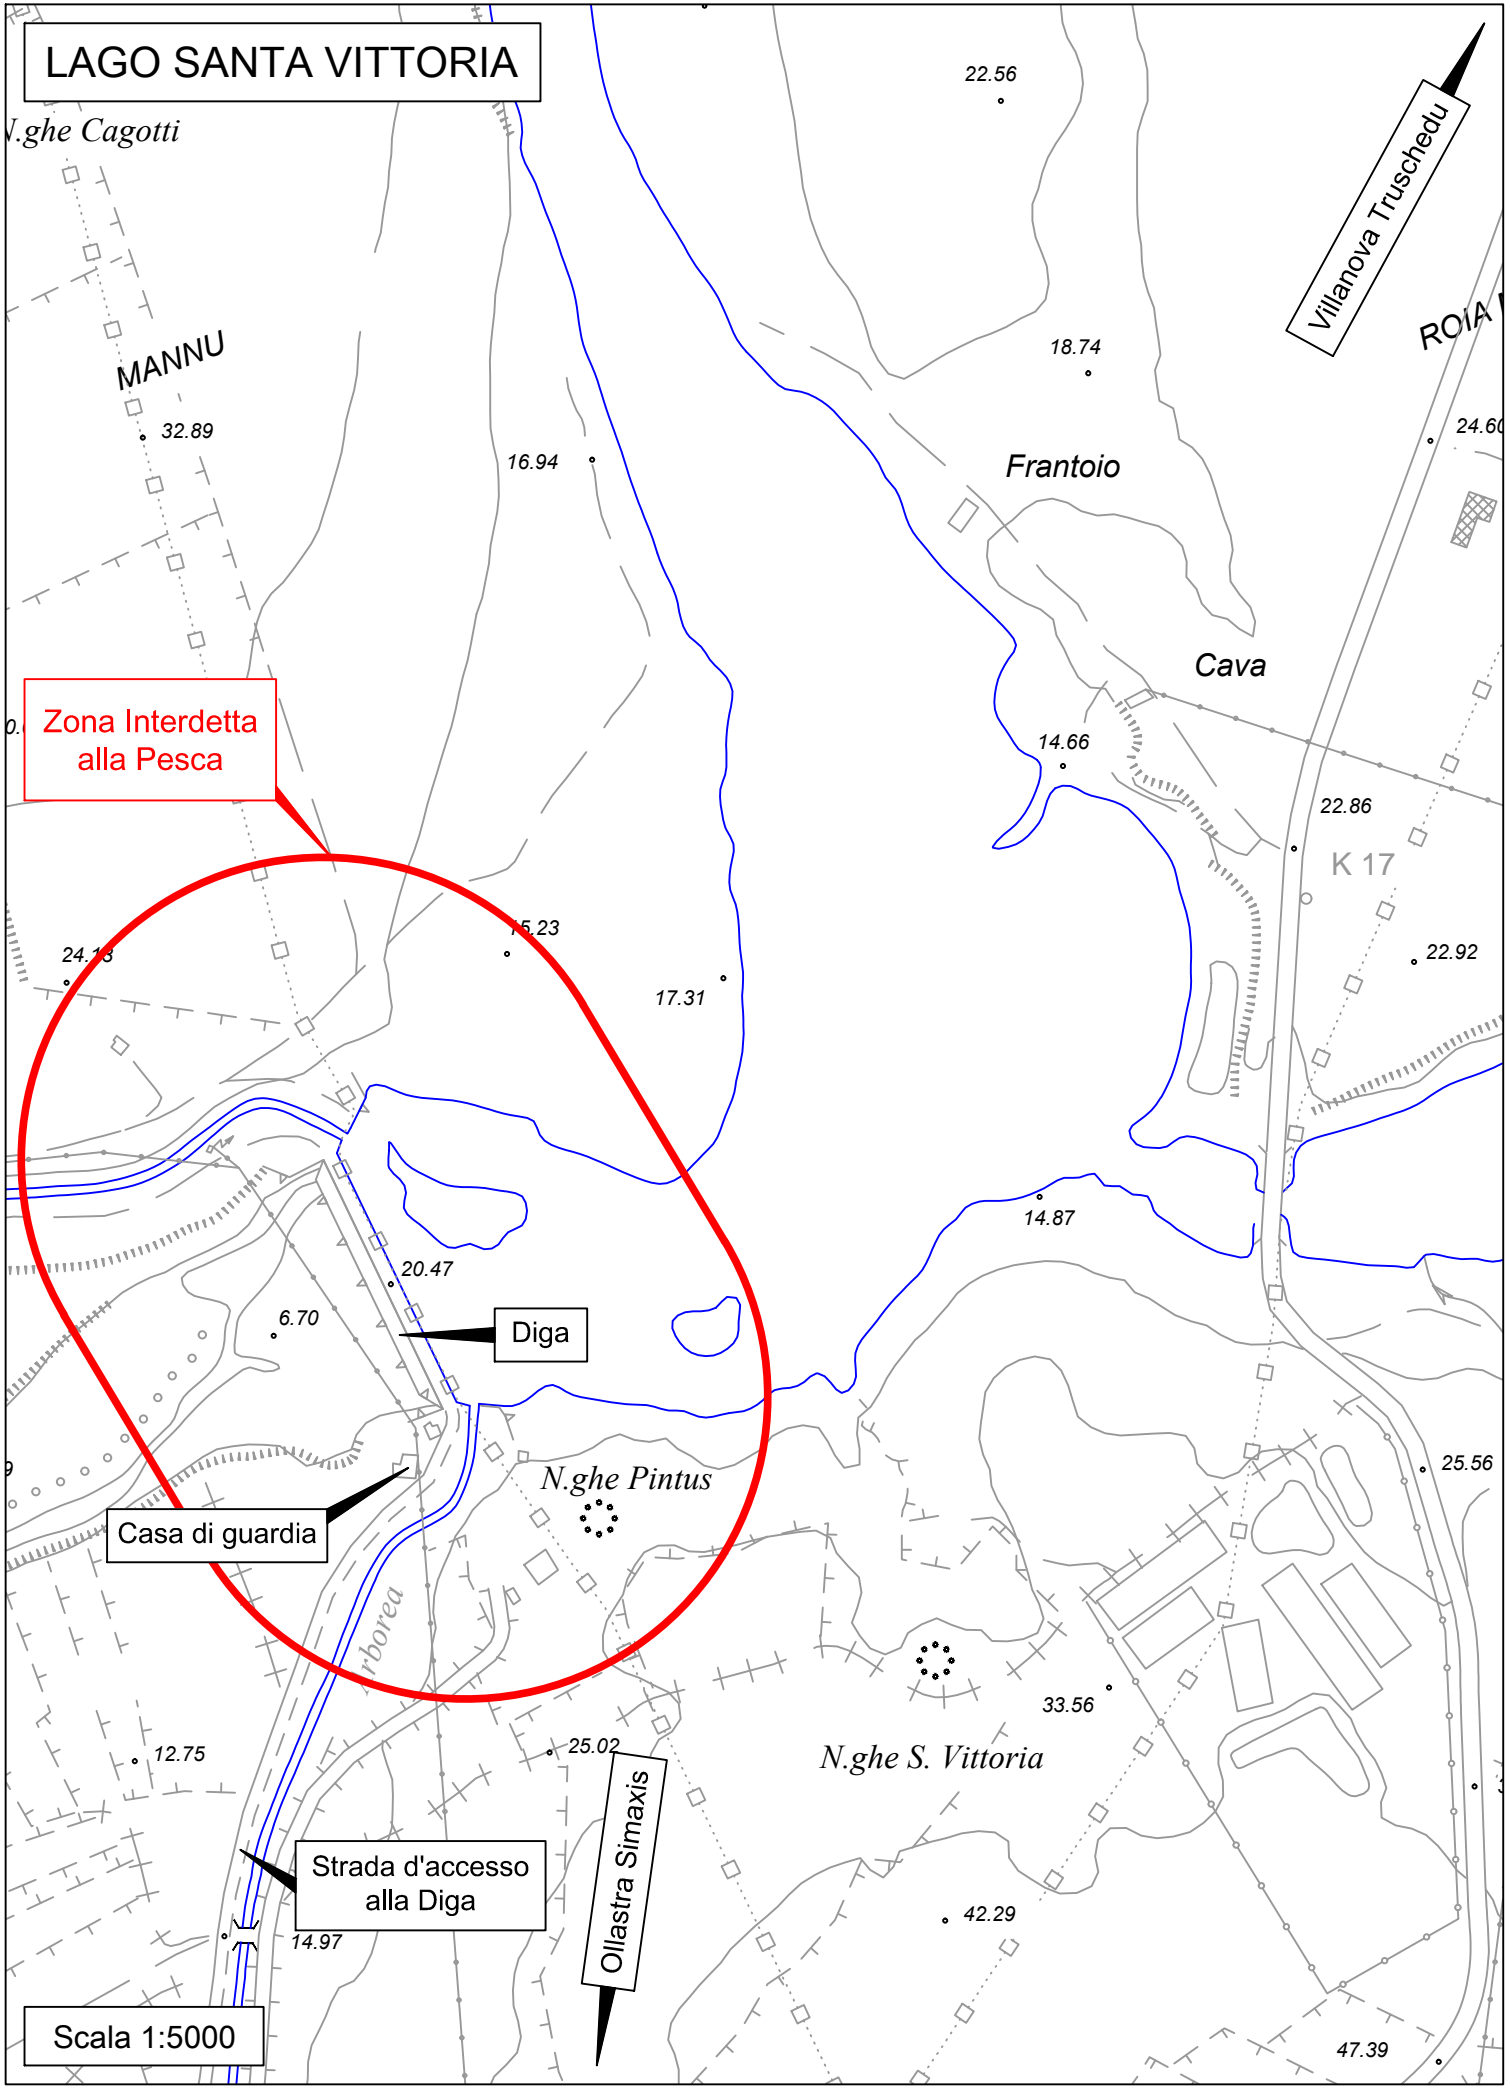 LAGO SANTA VITTORIA
22.56
N.ghe Cagotti
Villanova Truschedu
ROIA
MANNU
18.74
32.89
24.60
16.94
Frantoio
Cava
Zona Interdetta
alla Pesca
14.66
22.86
K 17
15.23
24.13
22.92
17.31
14.87
20.47
6.70
Diga
25.56
N.ghe Pintus
Casa di guardia
rborea
33.56
12.75
25.02
N.ghe S. Vittoria
Ollastra Simaxis
Strada d'accesso
alla Diga
42.29
14.97
Scala 1:5000
47.39